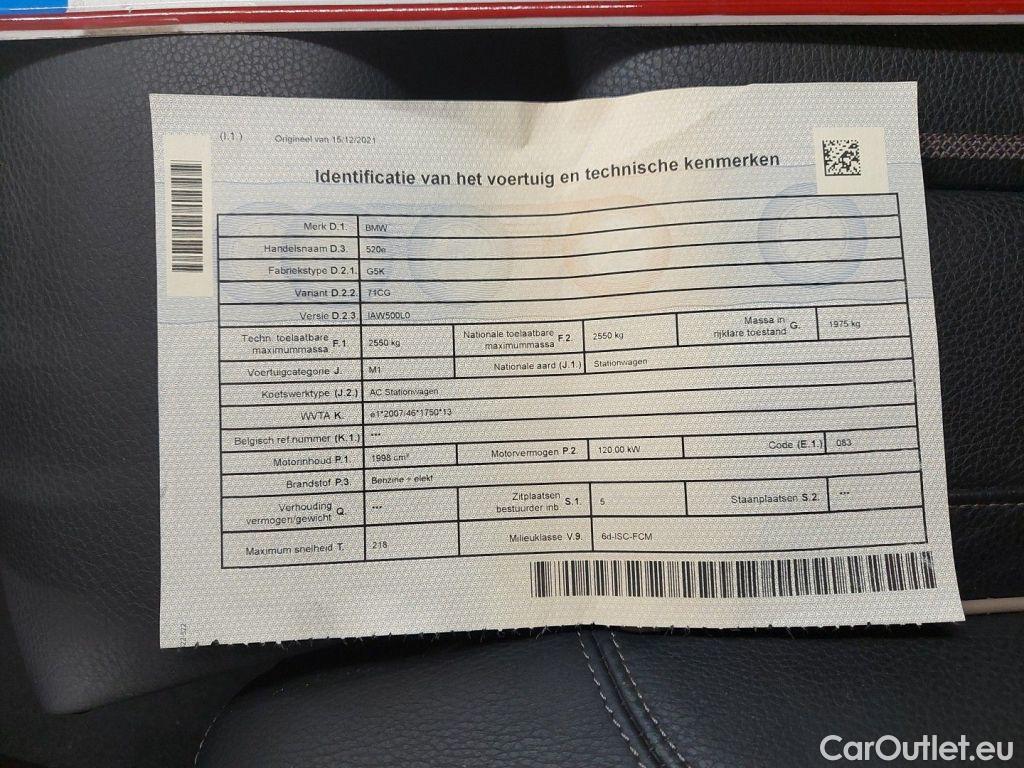 (I.1 ) Origineel van 15/12/2021
Identificatie van het voertuig en technische kenmerken
Merk D.1. BMW
Handelsnaam D.3. 520e
Fabriekstype D.2.1. G5K
Variant D.2.2. 71CG
Versie D.2.3. IAW500L0
Techn. toelaatbare maximummassa F.1. 2550 kg Nationale toelaatbare maximummassa F.2. 2550 kg Massa in rijklare toestand G. 1975 kg
Voertuigcategorie J. M1 Nationale aard (J.1.) Stationwagen
Koetswerktype (J.2.) AC Stationwagen
WVTA K. e1*2007/46*1750*13
Belgisch ref.nummer (K.1.) ---
Motorinhoud P.1. 1998 cm³ Motorvermogen P.2. 120.00 kW Code (E.1.) 083
Brandstof P.3. Benzine + elekt
Verhouding vermogen/gewicht Q. --- Zitplaatsen bestuurder inb S.1. 5 Staanplaatsen S.2. ---
Maximum snelheid T. 218 Milieuklasse V.9. 6d-ISC-FCM
CarOutlet.eu